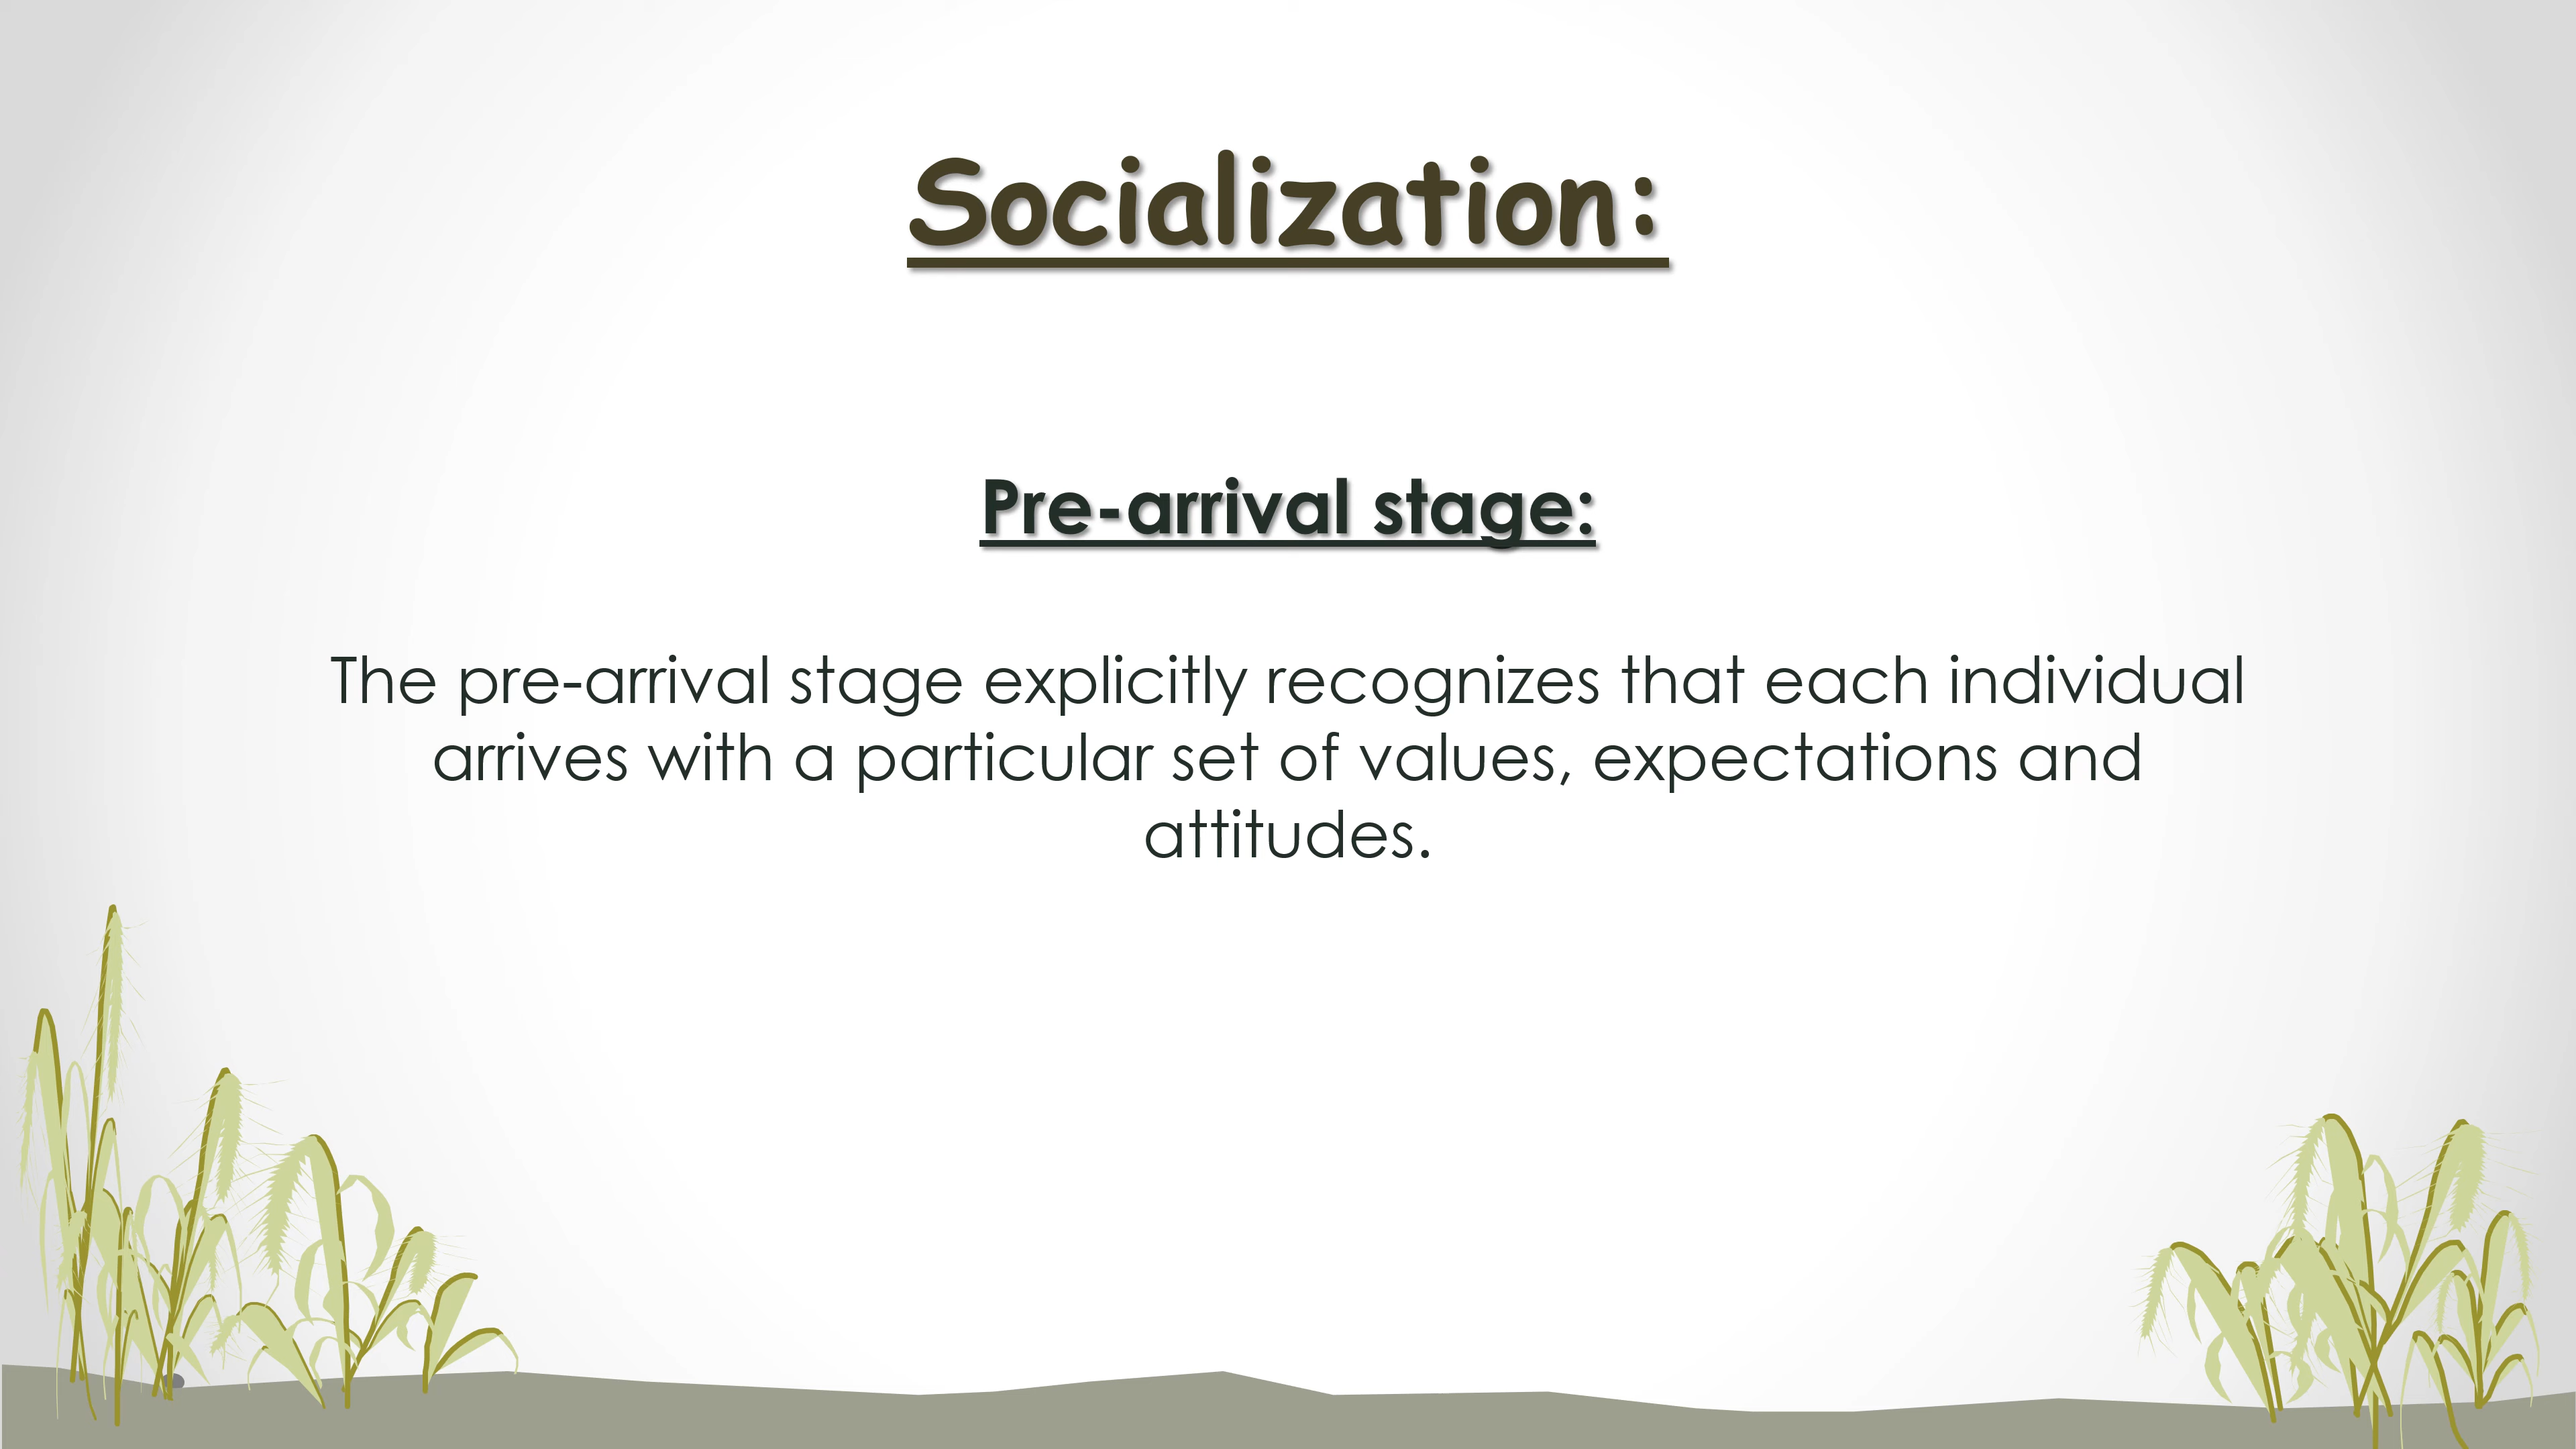 Socialization:
Pre-arrival stage:
The pre-arrival stage explicitly recognizes that each individual
arrives with a particular set of values, expectations and
attitudes.